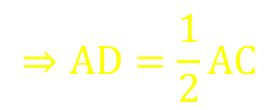 ⇒ AD = 1/2 AC